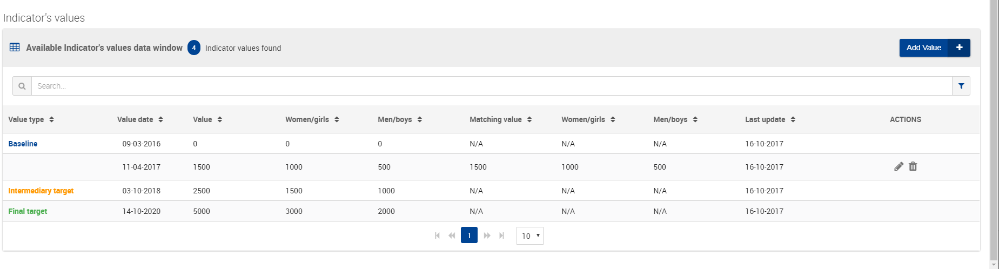 Indicator's values
Available Indicator's values data window 4 Indicator values found Add Value
Search...
Value type Value date Value Women/girls Men/boys Matching value Women/girls Men/boys Last update ACTIONS
Baseline 09-03-2016 0 0 0 N/A N/A N/A 16-10-2017
11-04-2017 1500 1000 500 1500 1000 500 16-10-2017
Intermediary target 03-10-2018 2500 1500 1000 N/A N/A N/A 16-10-2017
Final target 14-10-2020 5000 3000 2000 N/A N/A N/A 16-10-2017
1 10